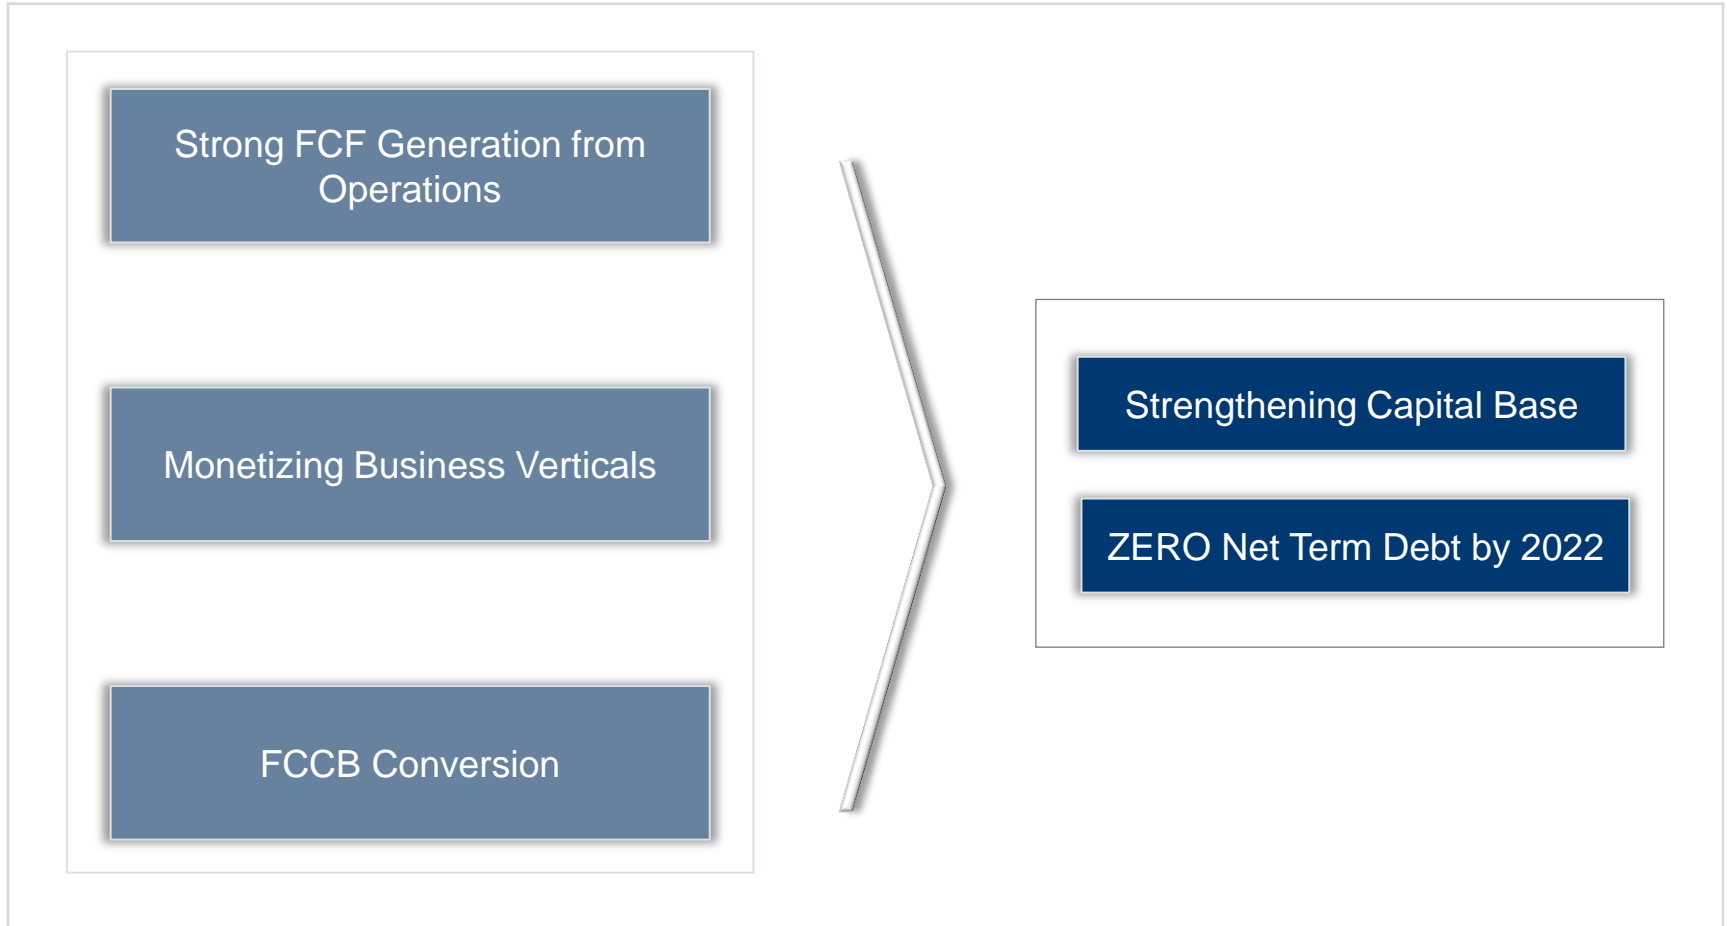 Strong FCF Generation from
Operations
Monetizing Business Verticals
FCCB Conversion
Strengthening Capital Base
ZERO Net Term Debt by 2022